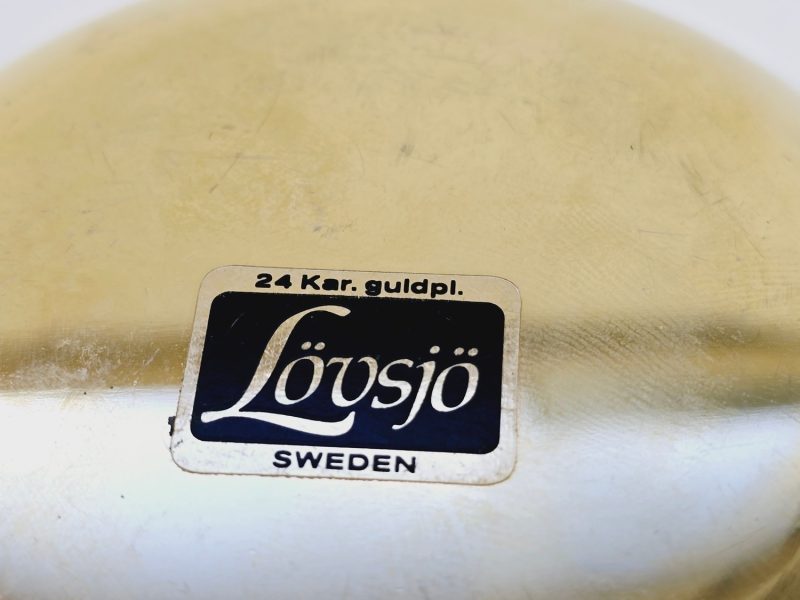 24 Kar. guldpl.
Lövsjö
SWEDEN